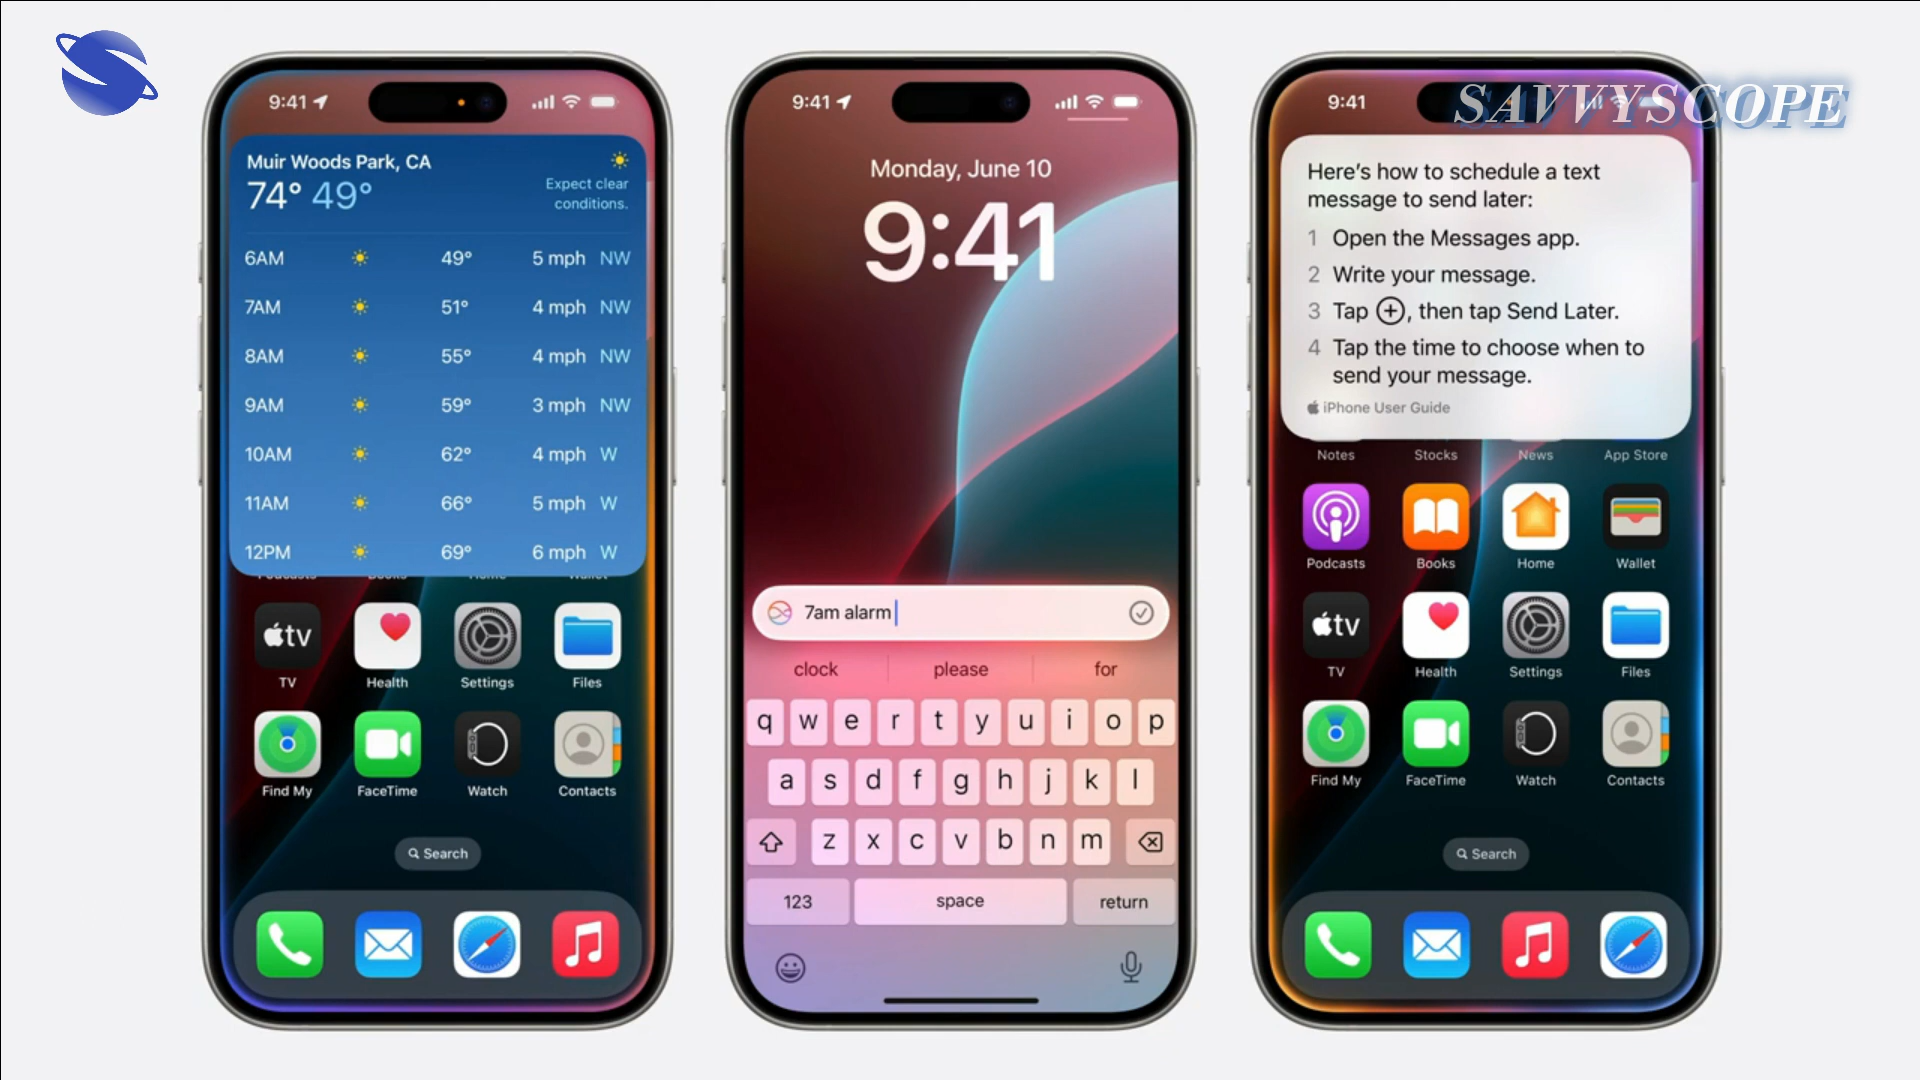 SAVVYSCOPE
9:41
Muir Woods Park, CA
74° 49°
Expect clear
conditions.
6AM 49° 5 mph NW
7AM 51° 4 mph NW
8AM 55° 4 mph NW
9AM 59° 3 mph NW
10AM 62° 4 mph W
11AM 66° 5 mph W
12PM 69° 6 mph W
tv
TV Health Settings Files
Find My FaceTime Watch Contacts
Search
9:41
Monday, June 10
9:41
7am alarm
clock please for
q w e r t y u i o p
a s d f g h j k l
z x c v b n m
123 space return
9:41
Here's how to schedule a text
message to send later:
1 Open the Messages app.
2 Write your message.
3 Tap +, then tap Send Later.
4 Tap the time to choose when to
send your message.
iPhone User Guide
Notes Stocks News App Store
Podcasts Books Home Wallet
tv
TV Health Settings Files
Find My FaceTime Watch Contacts
Search